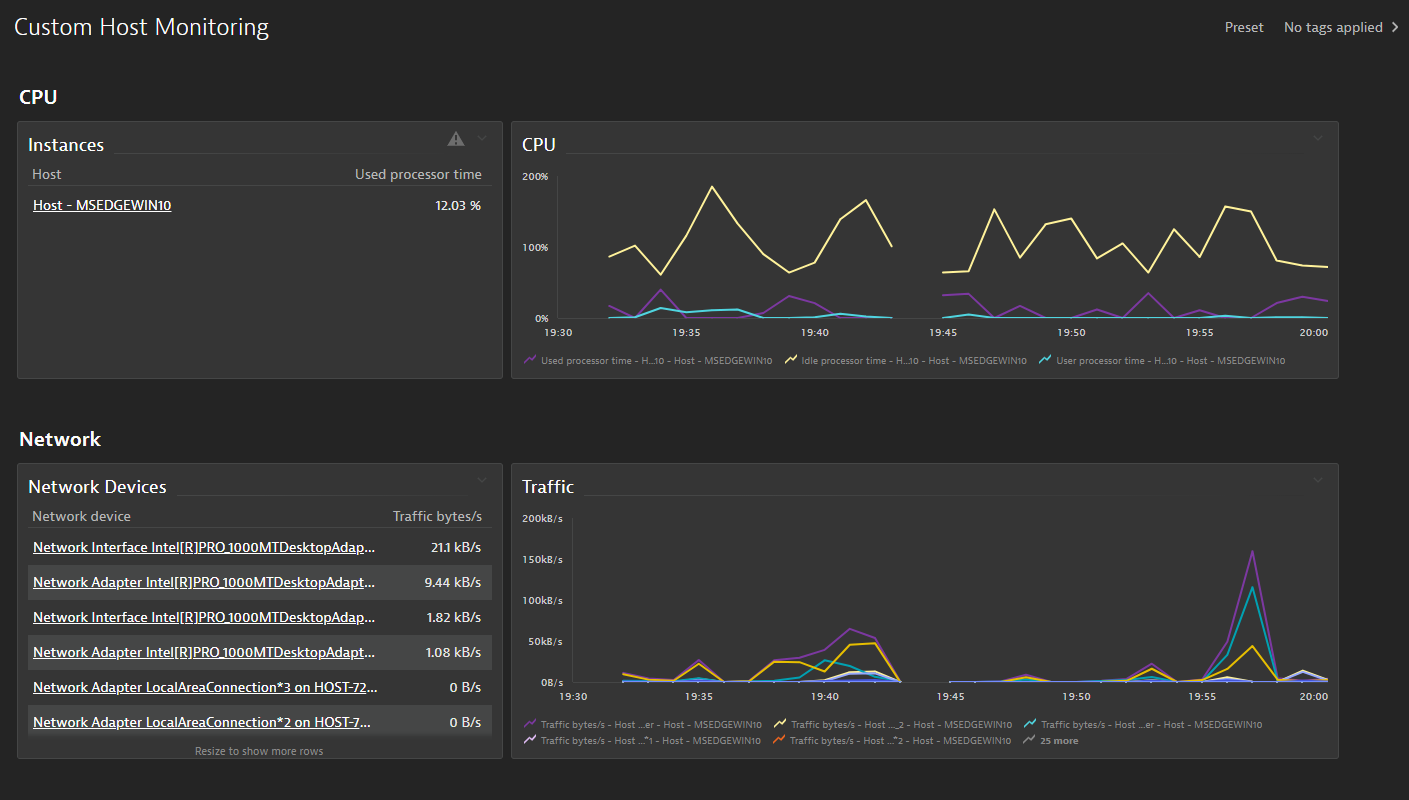 Custom Host Monitoring
Preset No tags applied
CPU
Instances
Host Used processor time
Host - MSEDGEWIN10 12.03 %
CPU
200%
100%
0%
19:30 19:35 19:40 19:45 19:50 19:55 20:00
Used processor time - H...10 - Host - MSEDGEWIN10 Idle processor time - H...10 - Host - MSEDGEWIN10 User processor time - H...10 - Host - MSEDGEWIN10
Network
Network Devices
Network device Traffic bytes/s
Network Interface Intel[R]PRO_1000MTDesktopAdap... 21.1 kB/s
Network Adapter Intel[R]PRO_1000MTDesktopAdapt... 9.44 kB/s
Network Interface Intel[R]PRO_1000MTDesktopAdap... 1.82 kB/s
Network Adapter Intel[R]PRO_1000MTDesktopAdapt... 1.08 kB/s
Network Adapter LocalAreaConnection*3 on HOST-72... 0 B/s
Network Adapter LocalAreaConnection*2 on HOST-7... 0 B/s
Resize to show more rows
Traffic
200kB/s
150kB/s
100kB/s
50kB/s
0B/s
19:30 19:35 19:40 19:45 19:50 19:55 20:00
Traffic bytes/s - Host ...er - Host - MSEDGEWIN10 Traffic bytes/s - Host ..._2 - Host - MSEDGEWIN10 Traffic bytes/s - Host ...er - Host - MSEDGEWIN10
Traffic bytes/s - Host ...*1 - Host - MSEDGEWIN10 Traffic bytes/s - Host ...*2 - Host - MSEDGEWIN10 25 more